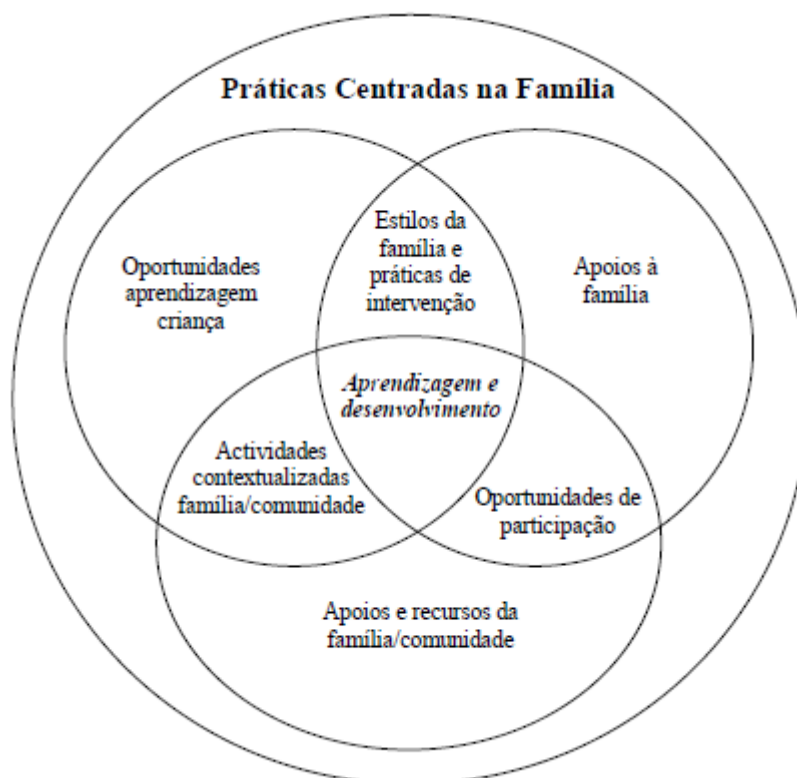 Práticas Centradas na Família
Estilos da
família e
práticas de
intervenção
Oportunidades
aprendizagem
criança
Apoios à
família
Aprendizagem e
desenvolvimento
Actividades
contextualizadas
família/comunidade
Oportunidades de
participação
Apoios e recursos da
família/comunidade